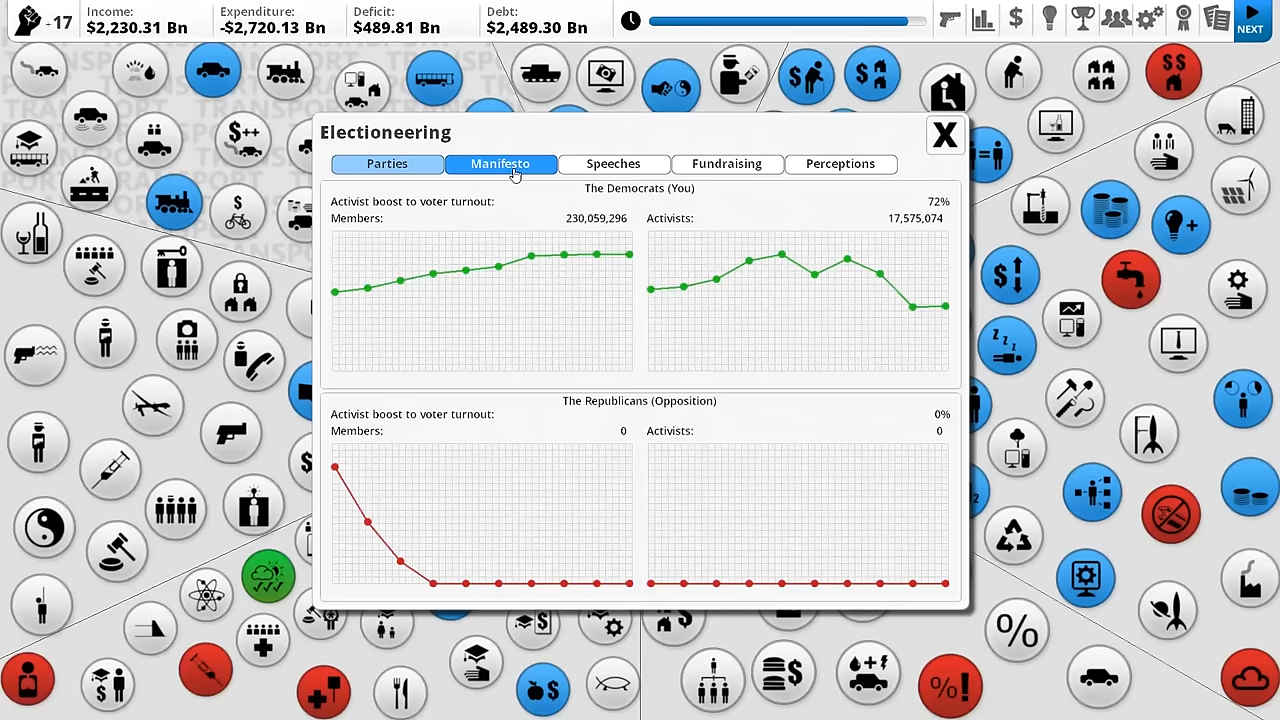 +17
Income:
$2,230.31 Bn
Expenditure:
-$2,720.13 Bn
Deficit:
$489.81 Bn
Debt:
$2,489.30 Bn
NEXT
TRANSPORT
Electioneering
X
Parties
Manifesto
Speeches
Fundraising
Perceptions
The Democrats (You)
Activist boost to voter turnout:
72%
Members:
230,059,296
Activists:
17,575,074
The Republicans (Opposition)
Activist boost to voter turnout:
0%
Members:
0
Activists:
0